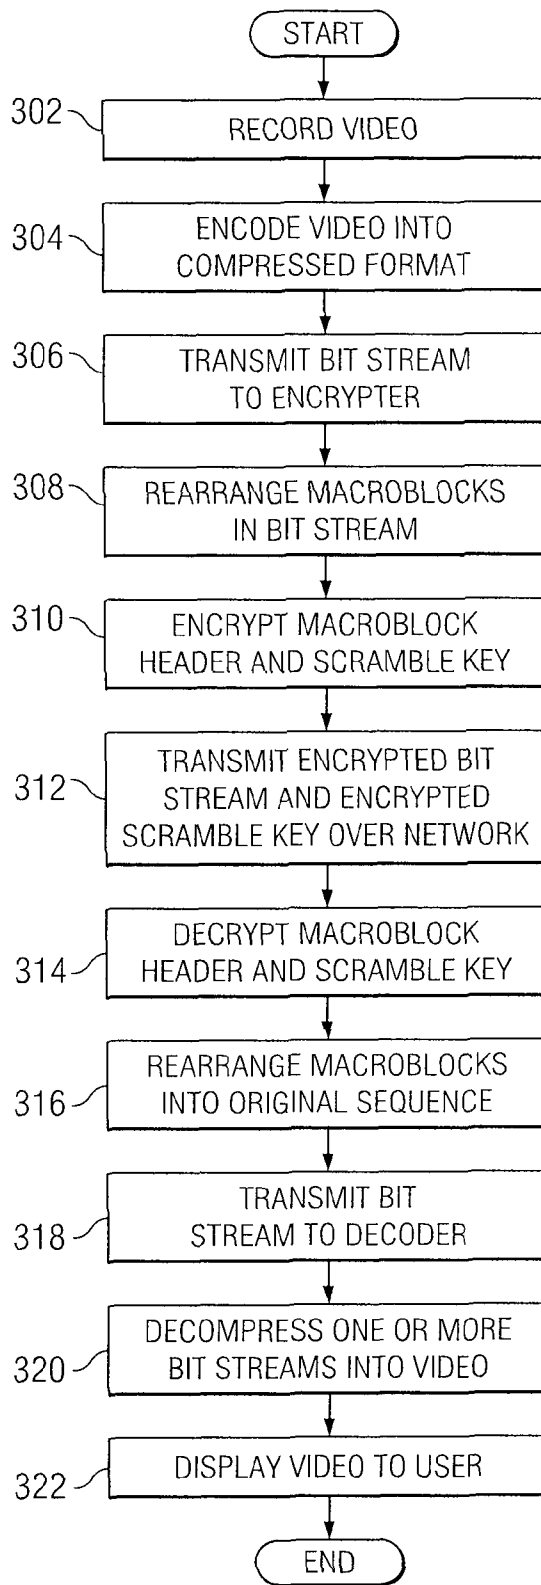 START
302
RECORD VIDEO
304
ENCODE VIDEO INTO
COMPRESSED FORMAT
306
TRANSMIT BIT STREAM
TO ENCRYPTER
308
REARRANGE MACROBLOCKS
IN BIT STREAM
310
ENCRYPT MACROBLOCK
HEADER AND SCRAMBLE KEY
312
TRANSMIT ENCRYPTED BIT
STREAM AND ENCRYPTED
SCRAMBLE KEY OVER NETWORK
314
DECRYPT MACROBLOCK
HEADER AND SCRAMBLE KEY
316
REARRANGE MACROBLOCKS
INTO ORIGINAL SEQUENCE
318
TRANSMIT BIT
STREAM TO DECODER
320
DECOMPRESS ONE OR MORE
BIT STREAMS INTO VIDEO
322
DISPLAY VIDEO TO USER
END